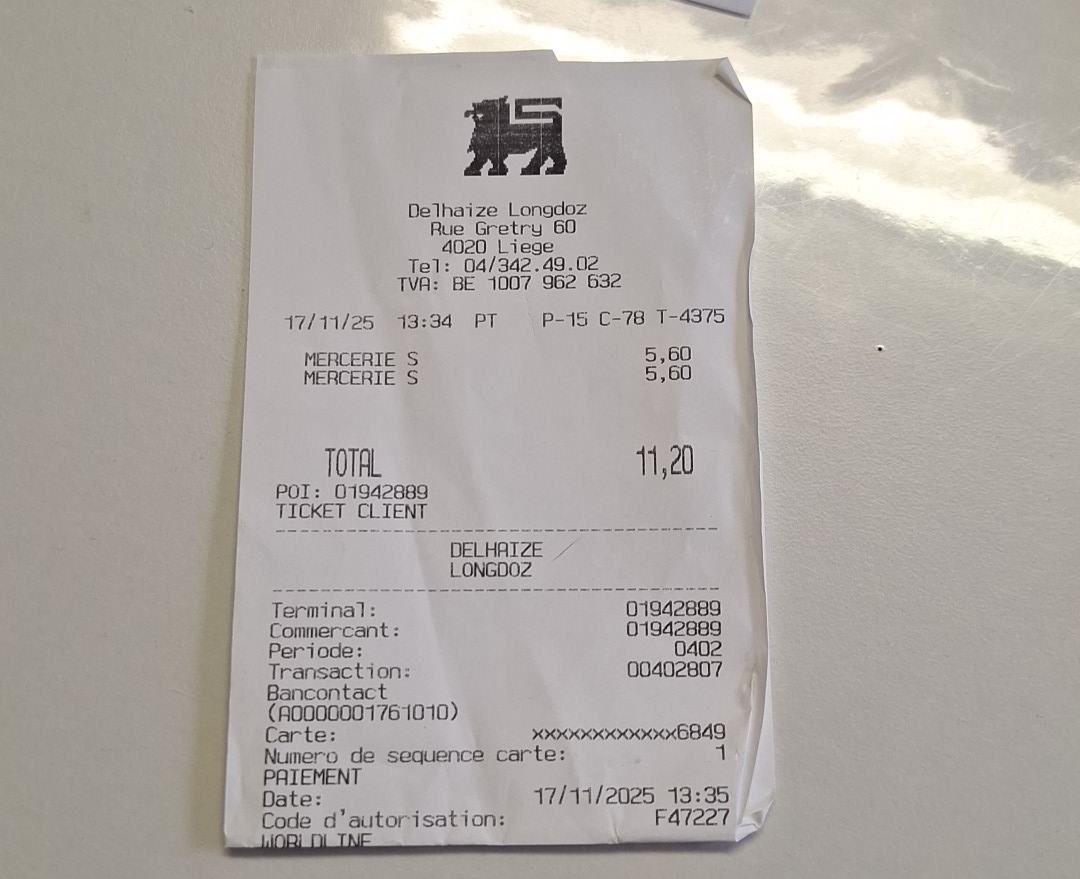 Delhaize Longdoz
Rue Gretry 60
4020 Liege
Tel: 04/342.49.02
TVA: BE 1007 962 632
17/11/25 13:34 PT P-15 C-78 T-4375
MERCERIE S 5,60
MERCERIE S 5,60
TOTAL 11,20
POI: 01942889
TICKET CLIENT
DELHAIZE
LONGDOZ
Terminal: 01942889
Commercant: 01942889
Periode: 0402
Transaction: 00402807
Bancontact
(A0000001761010)
Carte: xxxxxxxxxxxx6849
Numero de sequence carte: 1
PAIEMENT
Date: 17/11/2025 13:35
Code d'autorisation: F47227
WORLDLINE